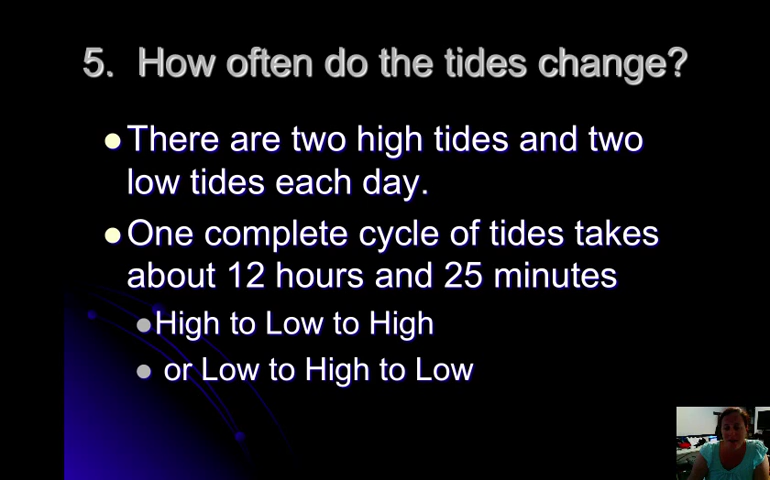 5. How often do the tides change?
There are two high tides and two
low tides each day.
One complete cycle of tides takes
about 12 hours and 25 minutes
High to Low to High
or Low to High to Low